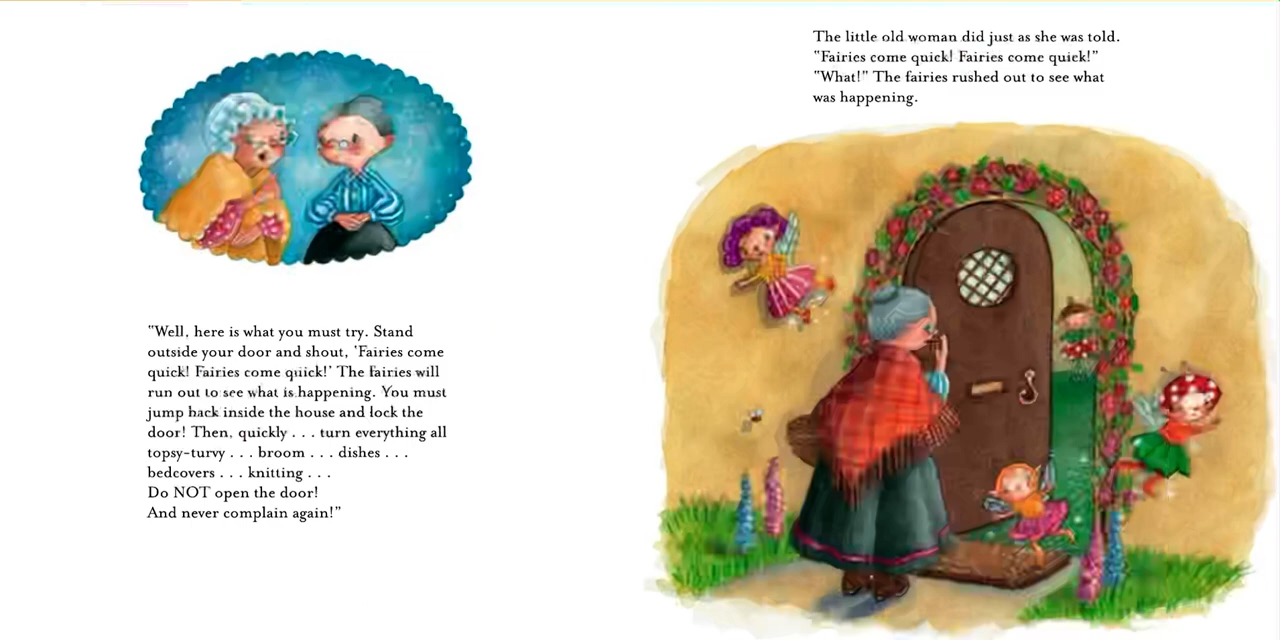 "Well, here is what you must try. Stand
outside your door and shout, 'Fairies come
quick! Fairies come quick!' The fairies will
run out to see what is happening. You must
jump back inside the house and lock the
door! Then, quickly . . . turn everything all
topsy-turvy . . . broom . . . dishes . . .
bedcovers . . . knitting . . .
Do NOT open the door!
And never complain again!"
The little old woman did just as she was told.
"Fairies come quick! Fairies come quick!"
"What!" The fairies rushed out to see what
was happening.